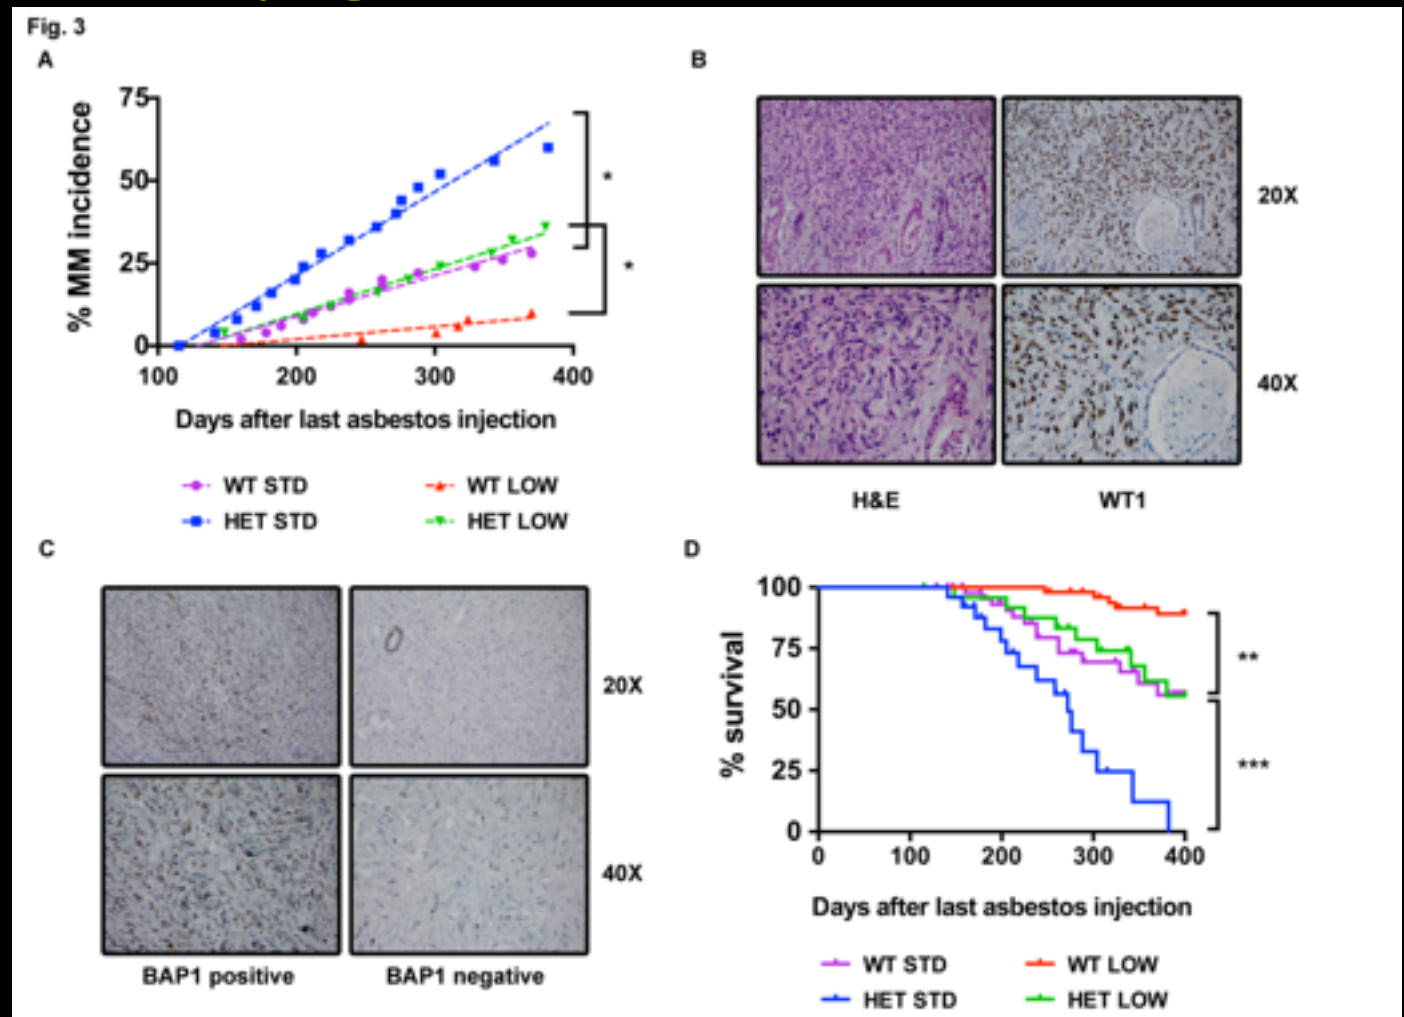 Fig. 3
A
% MM incidence
75
50
25
0
100 200 300 400
Days after last asbestos injection
*
*
WT STD WT LOW
HET STD HET LOW
B
20X
40X
H&E WT1
C
20X
40X
BAP1 positive BAP1 negative
D
% survival
100
75
50
25
0
0 100 200 300 400
Days after last asbestos injection
**
***
WT STD WT LOW
HET STD HET LOW